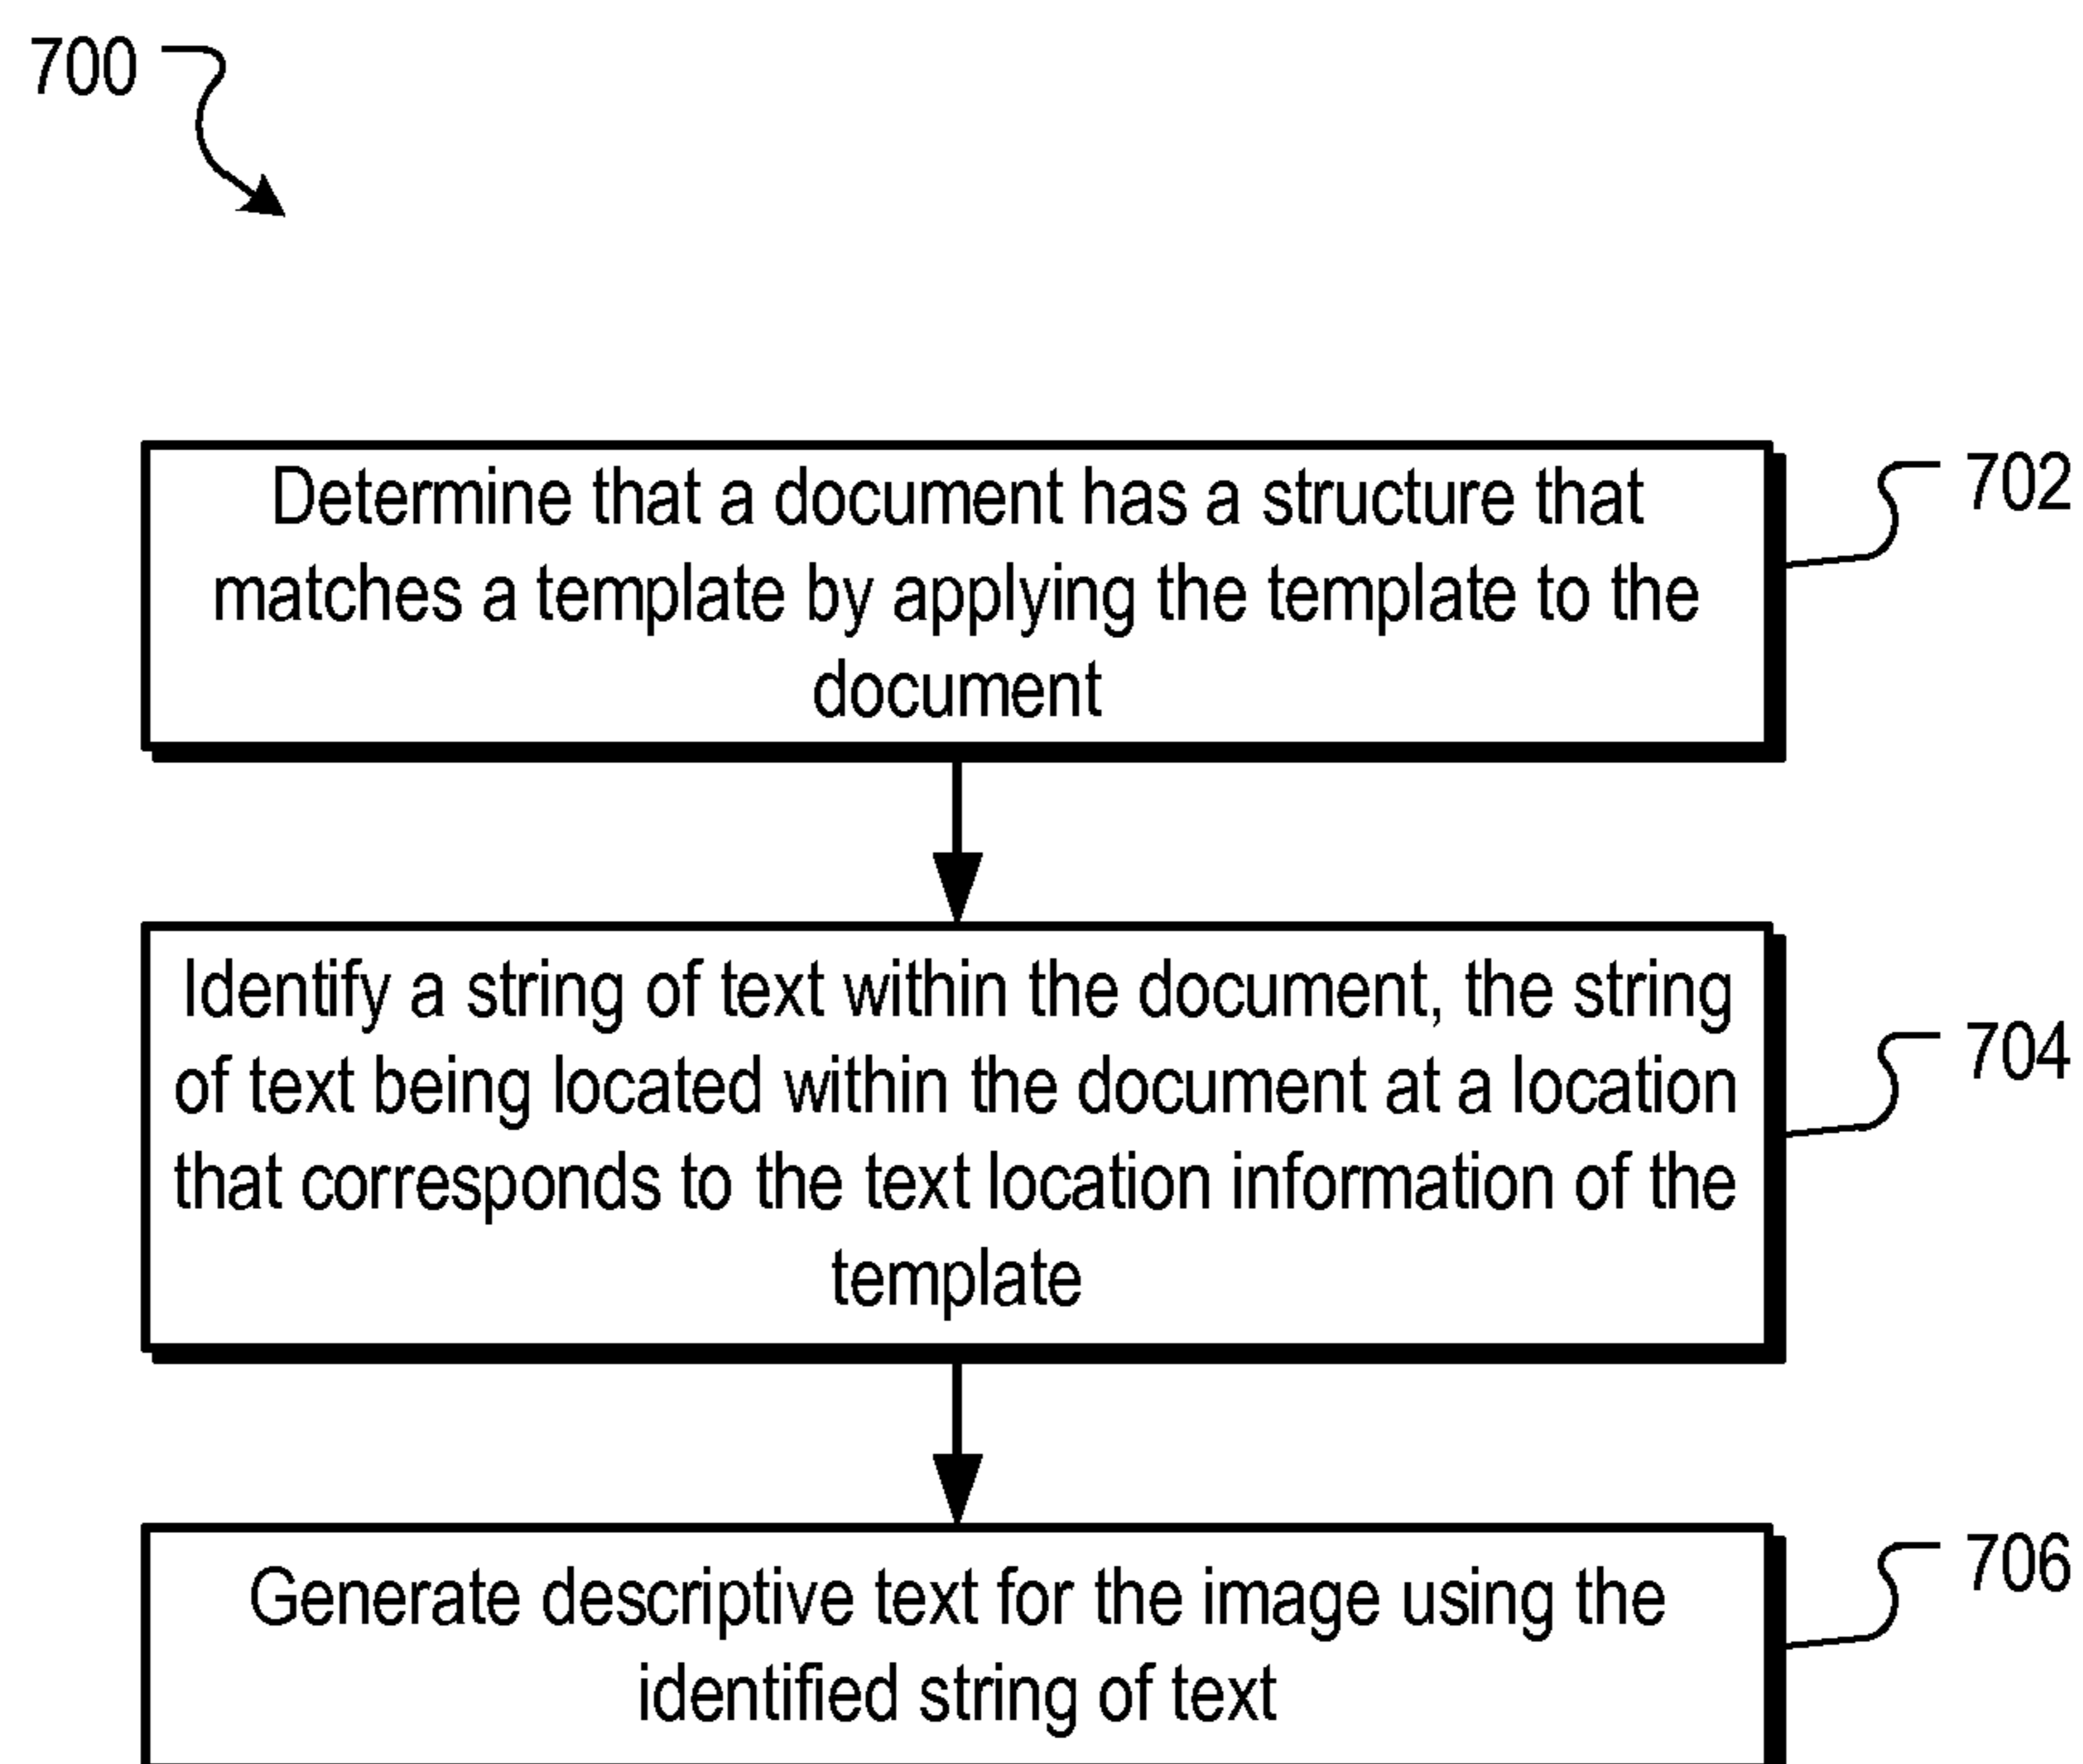 700
Determine that a document has a structure that
matches a template by applying the template to the
document
702
Identify a string of text within the document, the string
of text being located within the document at a location
that corresponds to the text location information of the
template
704
Generate descriptive text for the image using the
identified string of text
706